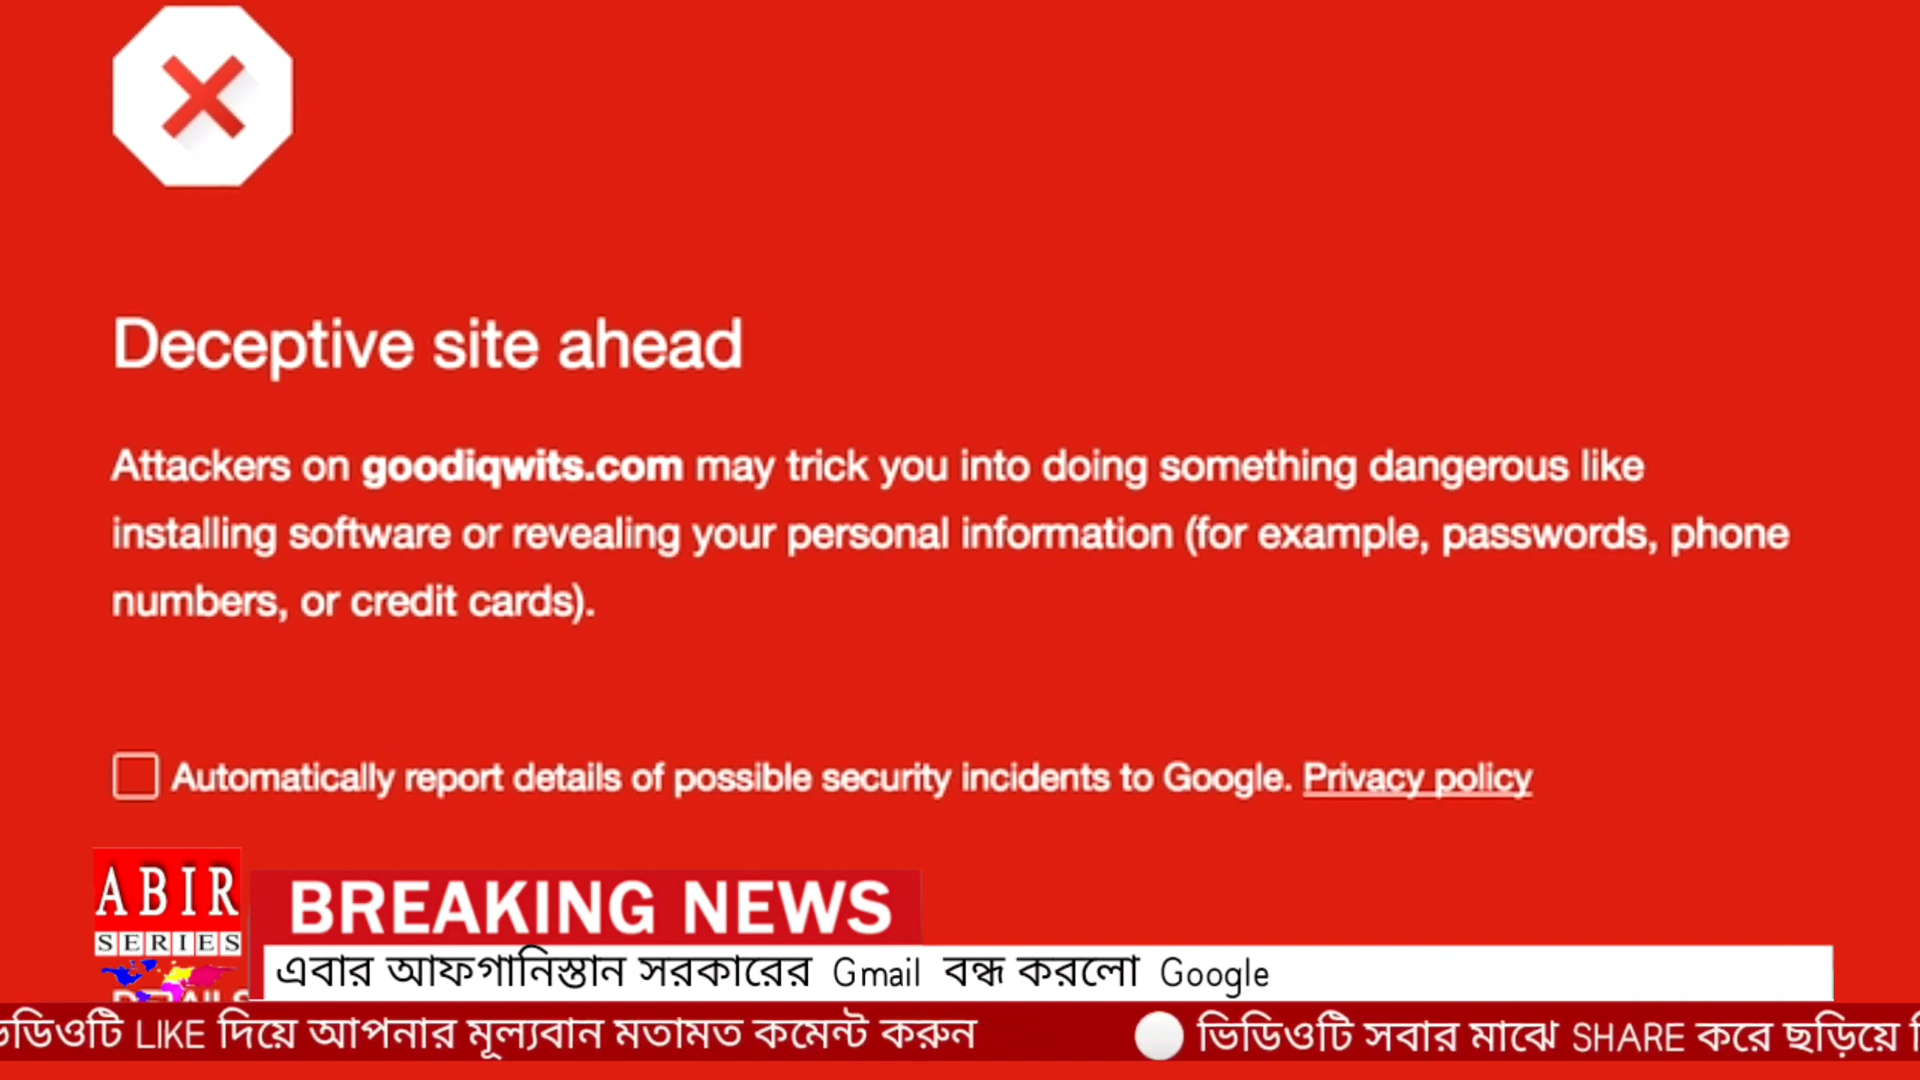 Deceptive site ahead
Attackers on goodiqwits.com may trick you into doing something dangerous like
installing software or revealing your personal information (for example, passwords, phone
numbers, or credit cards).
Automatically report details of possible security incidents to Google. Privacy policy
ABIR
SERIES
BREAKING NEWS
এবার আফগানিস্তান সরকারের Gmail বন্ধ করলো Google
LIKE দিয়ে আপনার মূল্যবান মতামত কমেন্ট করুন ভিডিওটি সবার মাঝে SHARE করে ছড়িয়ে